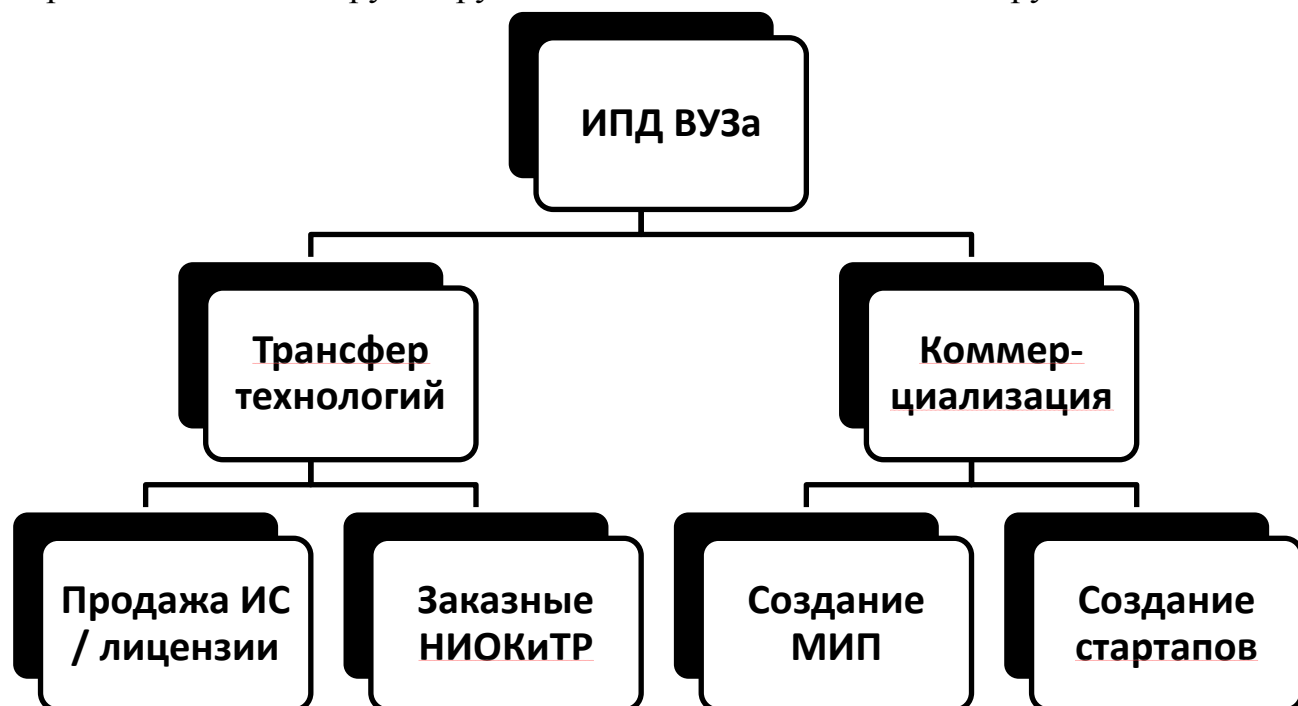 ИПД ВУЗа
Трансфер
технологий
Коммер-
циализация
Продажа ИС
/ лицензии
Заказные
НИОКиТР
Создание
МИП
Создание
стартапов